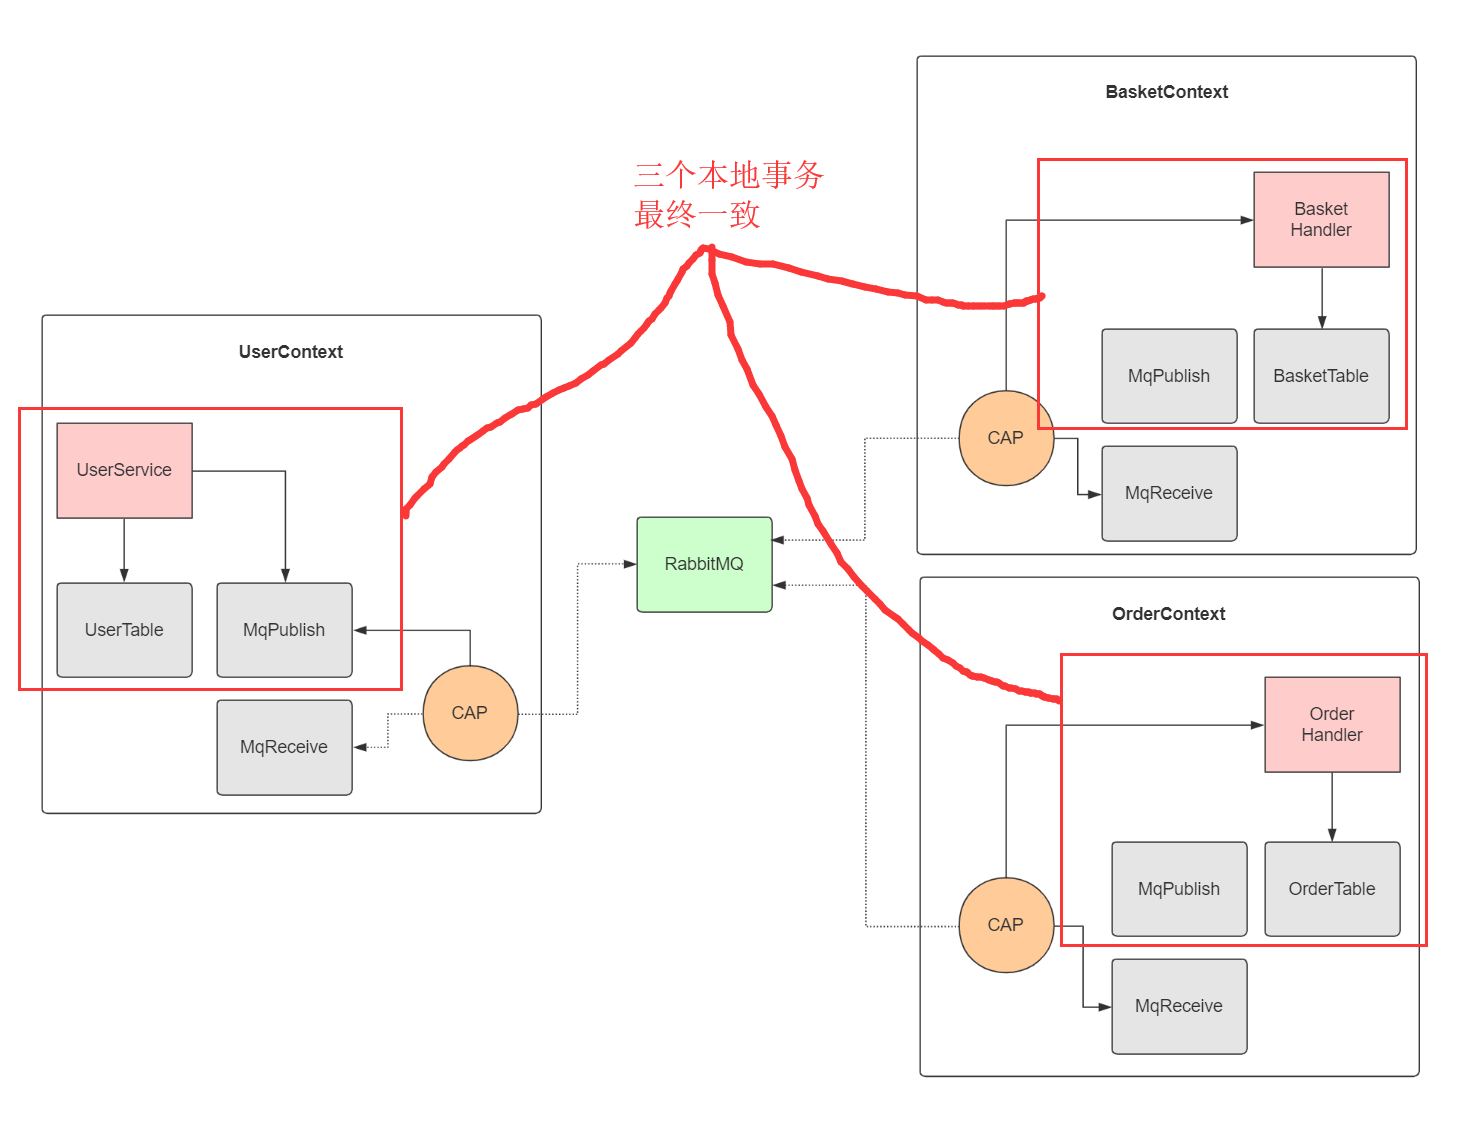 三个本地事务
最终一致
UserContext
UserService
UserTable
MqPublish
MqReceive
CAP
RabbitMQ
BasketContext
Basket
Handler
MqPublish
BasketTable
CAP
MqReceive
OrderContext
Order
Handler
MqPublish
OrderTable
CAP
MqReceive